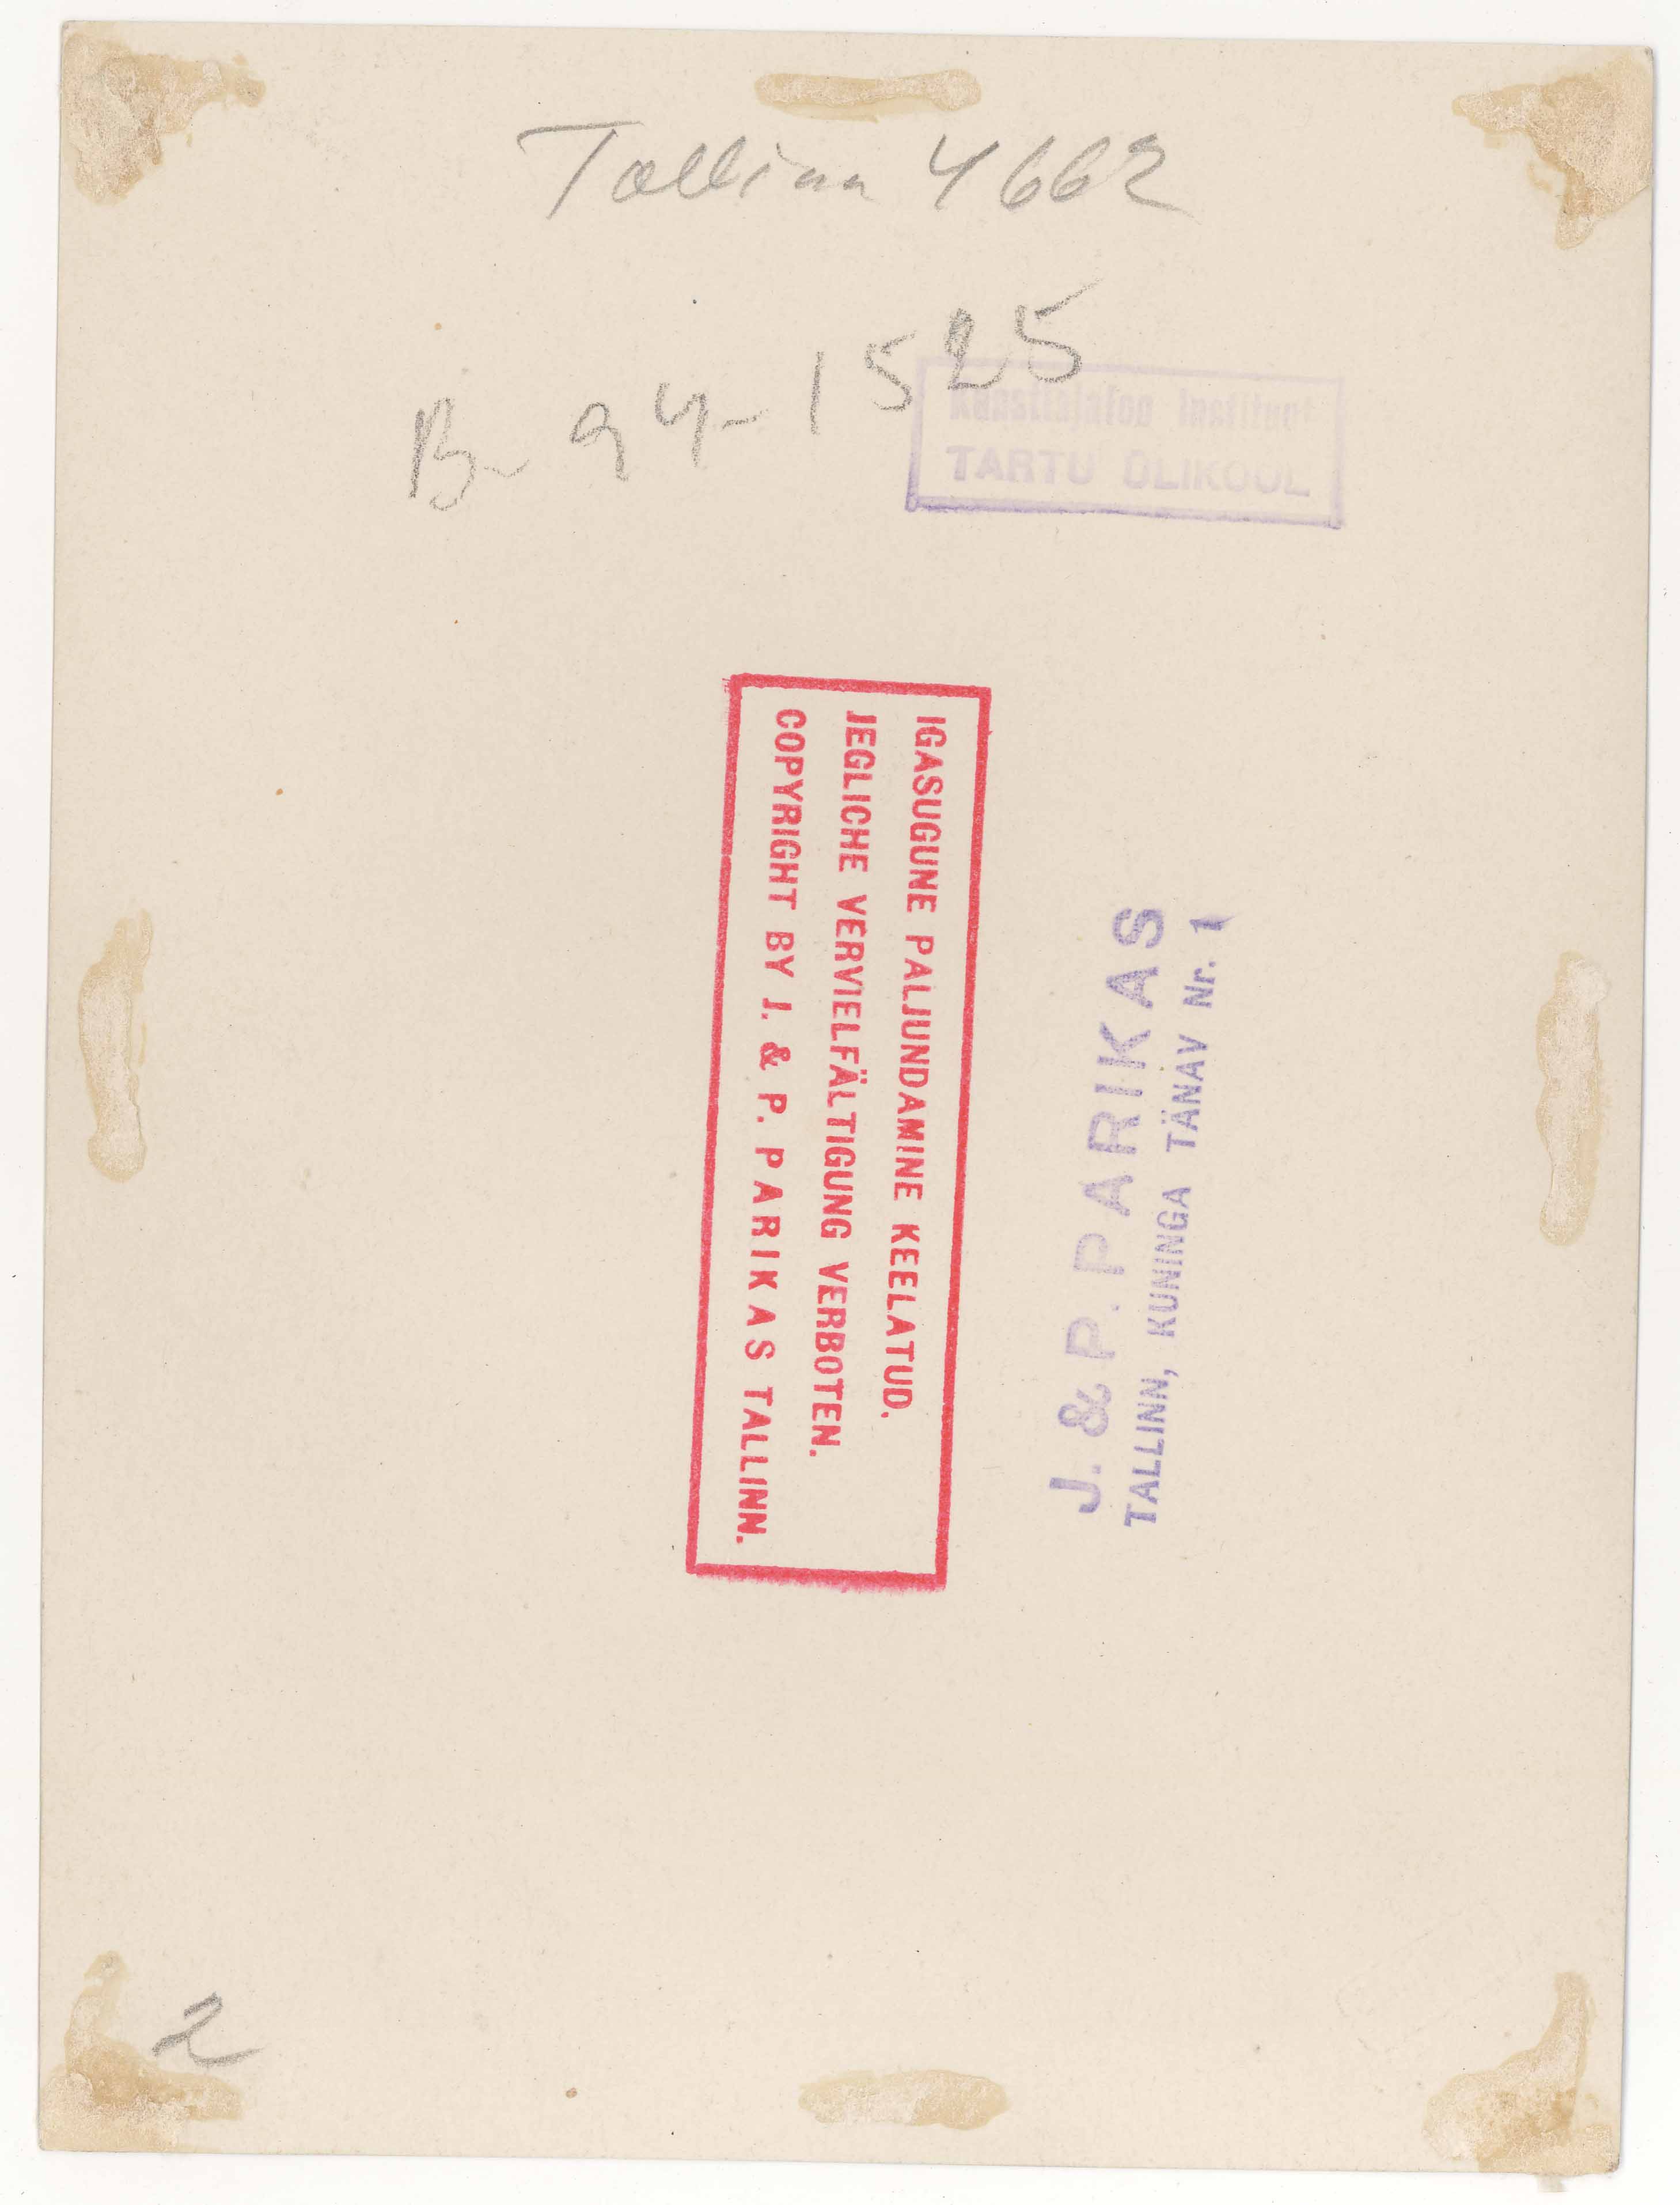 Tallinn 4662
B-94-1525
Kunstiajaloo Instituut
TARTU ÜLIKOOL
IGASUGUNE PALJUNDAMINE KEELATUD.
JEGLICHE VERVIELFÄLTIGUNG VERBOTEN.
COPYRIGHT BY J. & P. PARIKAS TALLINN.
J. & P. PARIKAS
TALLINN, KUNINGA TÄNAV Nr. 1
2